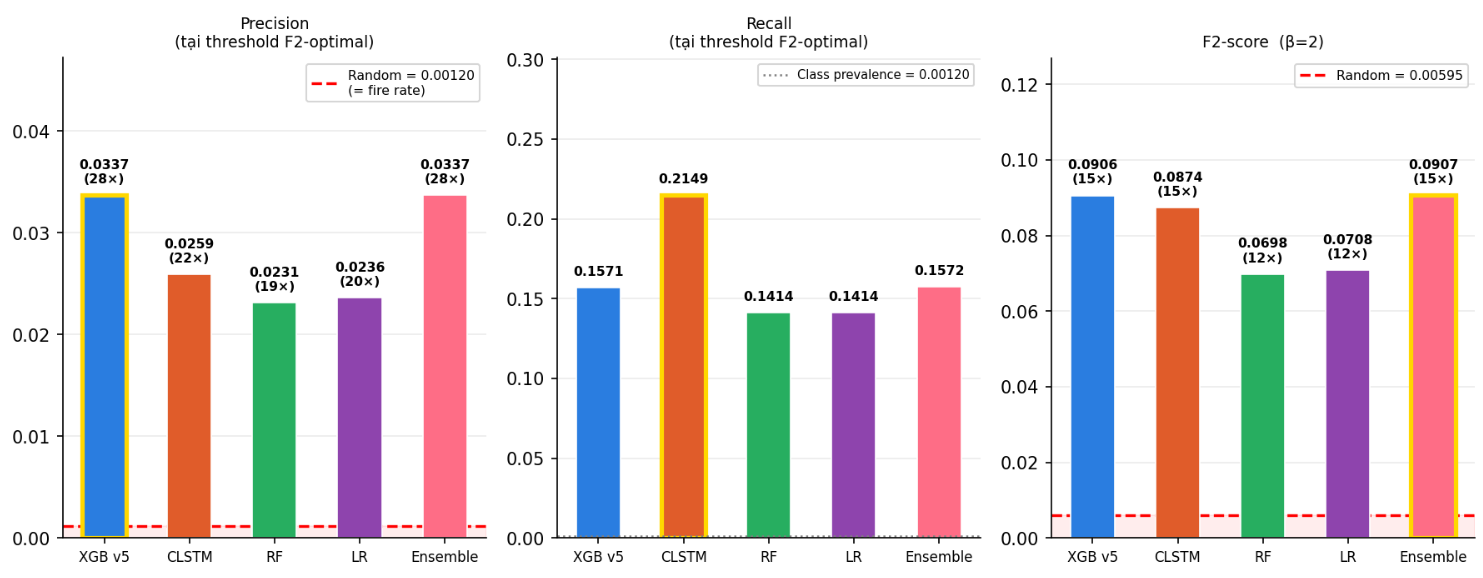 Precision
(tại threshold F2-optimal)
Random = 0.00120
(= fire rate)
0.04
0.03
0.02
0.01
0.00
0.0337
(28×)
0.0259
(22×)
0.0231
(19×)
0.0236
(20×)
0.0337
(28×)
XGB v5
CLSTM
RF
LR
Ensemble
Recall
(tại threshold F2-optimal)
Class prevalence = 0.00120
0.30
0.25
0.20
0.15
0.10
0.05
0.00
0.1571
0.2149
0.1414
0.1414
0.1572
XGB v5
CLSTM
RF
LR
Ensemble
F2-score (β=2)
Random = 0.00595
0.12
0.10
0.08
0.06
0.04
0.02
0.00
0.0906
(15×)
0.0874
(15×)
0.0698
(12×)
0.0708
(12×)
0.0907
(15×)
XGB v5
CLSTM
RF
LR
Ensemble